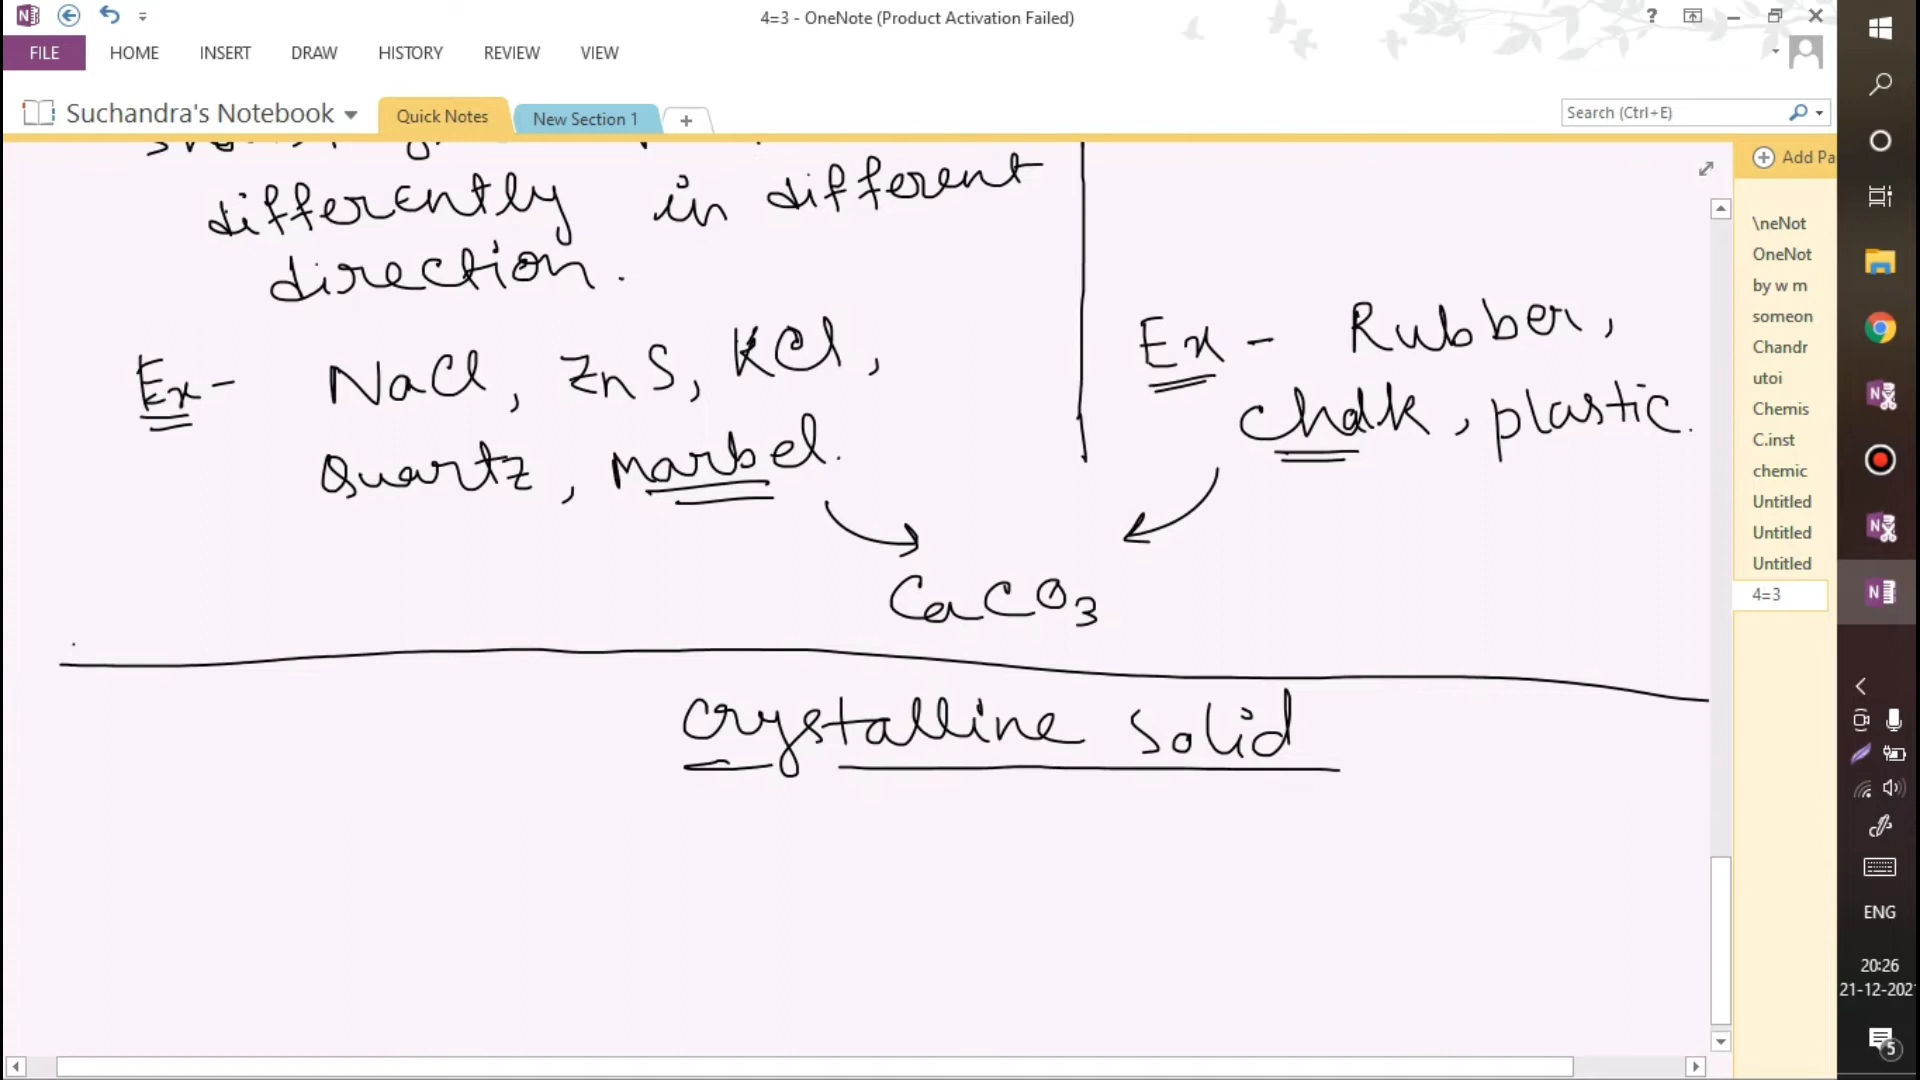 4=3 - OneNote (Product Activation Failed)
FILE HOME INSERT DRAW HISTORY REVIEW VIEW
Suchandra's Notebook Quick Notes New Section 1 +
Search (Ctrl+E)
Add Pa
differently in different
direction.
Ex - NaCl, ZnS, KCl,
Quartz, Marbel.
Ex - Rubber,
chalk, plastic.
CaCO3
crystalline solid
\neNot
OneNot
by w m
someon
Chandr
utoi
Chemis
C.inst
chemic
Untitled
Untitled
Untitled
4=3
ENG
20:26
21-12-202
5